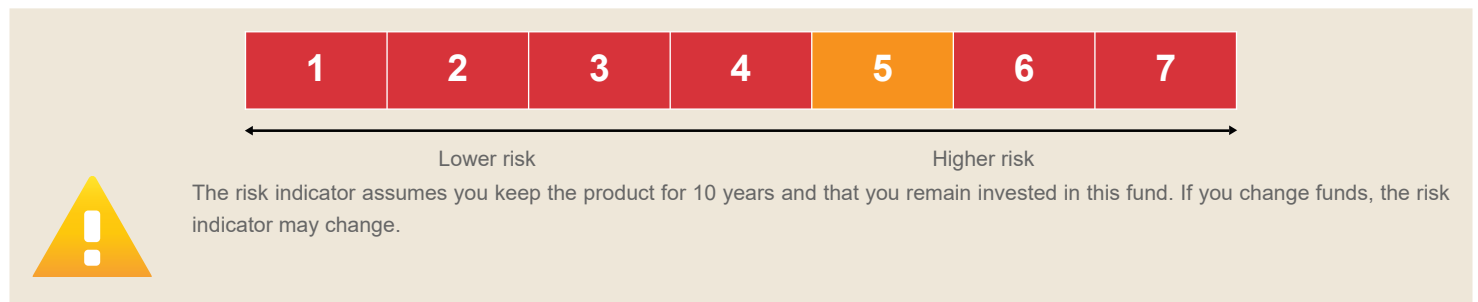 1 2 3 4 5 6 7
Lower risk Higher risk
The risk indicator assumes you keep the product for 10 years and that you remain invested in this fund. If you change funds, the risk
indicator may change.